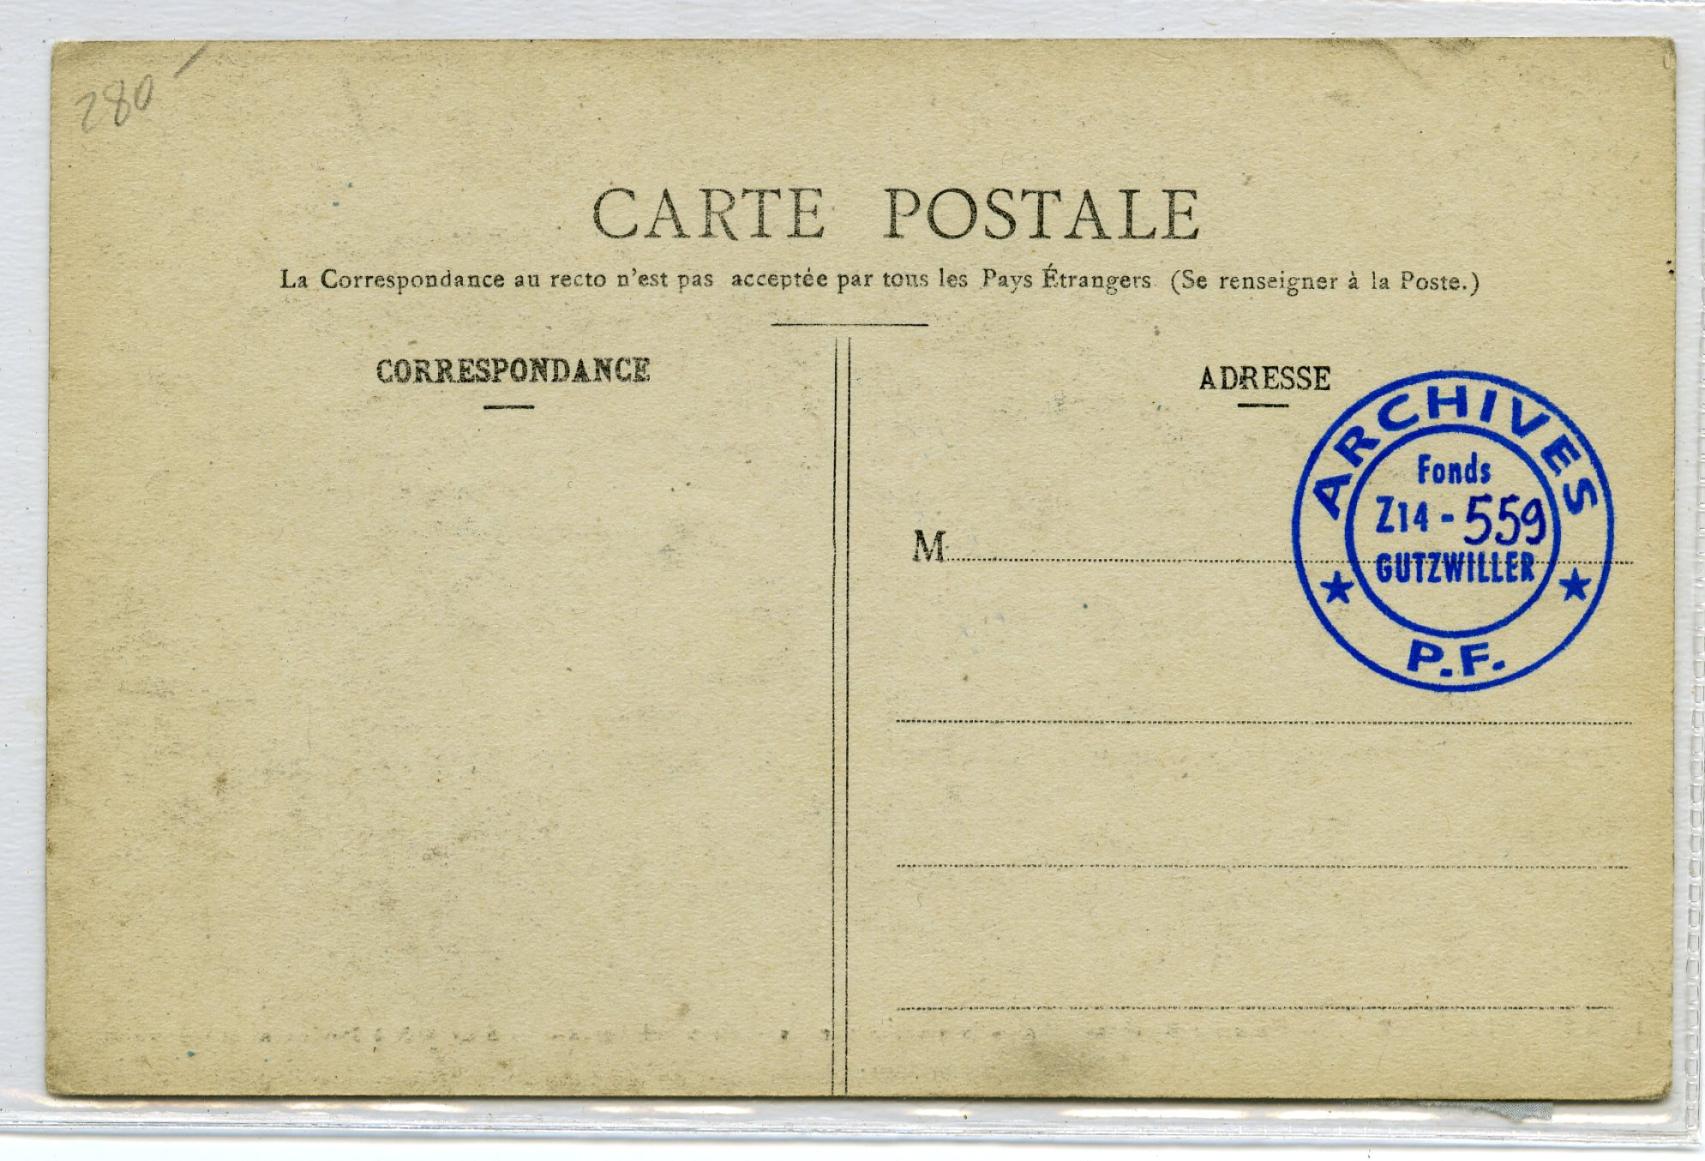 280
CARTE POSTALE
La Correspondance au recto n'est pas acceptée par tous les Pays Étrangers (Se renseigner à la Poste.)
CORRESPONDANCE
ADRESSE
M
ARCHIVES
Fonds
Z14 - 559
GUTZWILLER
★ ★
P.F.